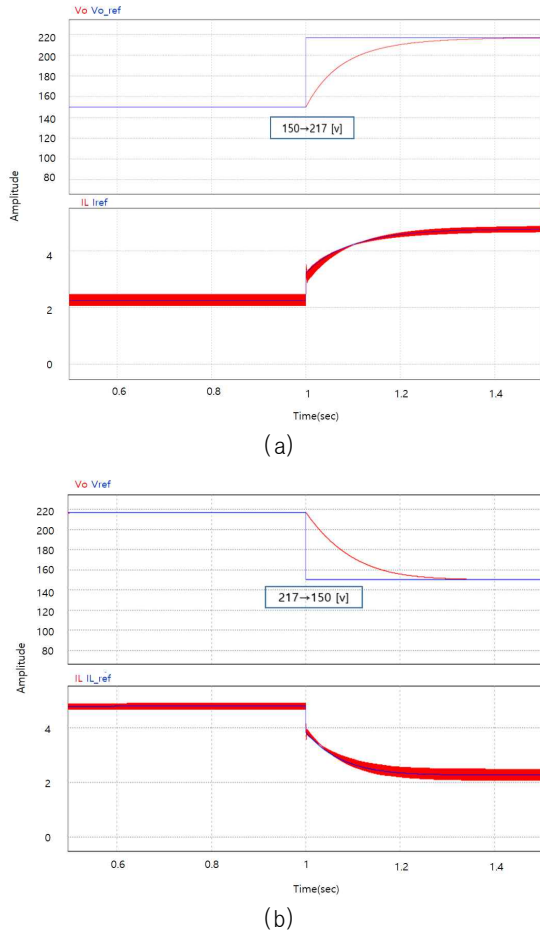 Vo Vo_ref
220
200
180
160
140
120
100
80
150→217 [v]
Amplitude
IL Iref
4
2
0
0.6 0.8 1 1.2 1.4
Time(sec)
(a)
Vo Vref
220
200
180
160
140
120
100
80
217→150 [v]
Amplitude
IL IL_ref
4
2
0
0.6 0.8 1 1.2 1.4
Time(sec)
(b)